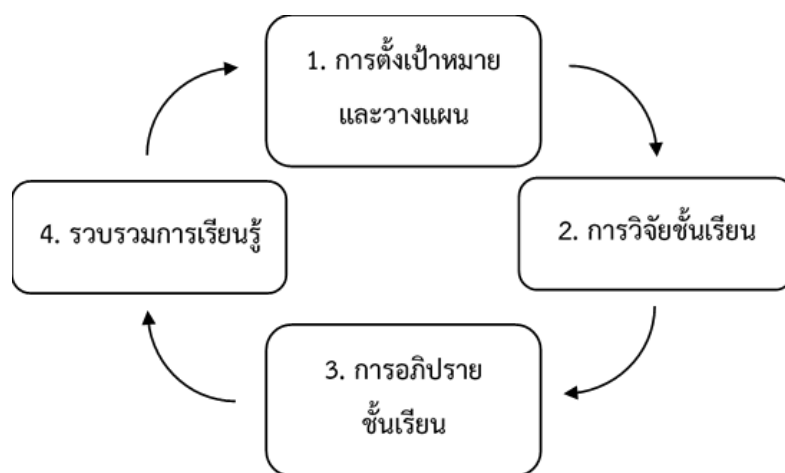 1. การตั้งเป้าหมาย
และวางแผน
2. การวิจัยชั้นเรียน
3. การอภิปราย
ชั้นเรียน
4. รวบรวมการเรียนรู้